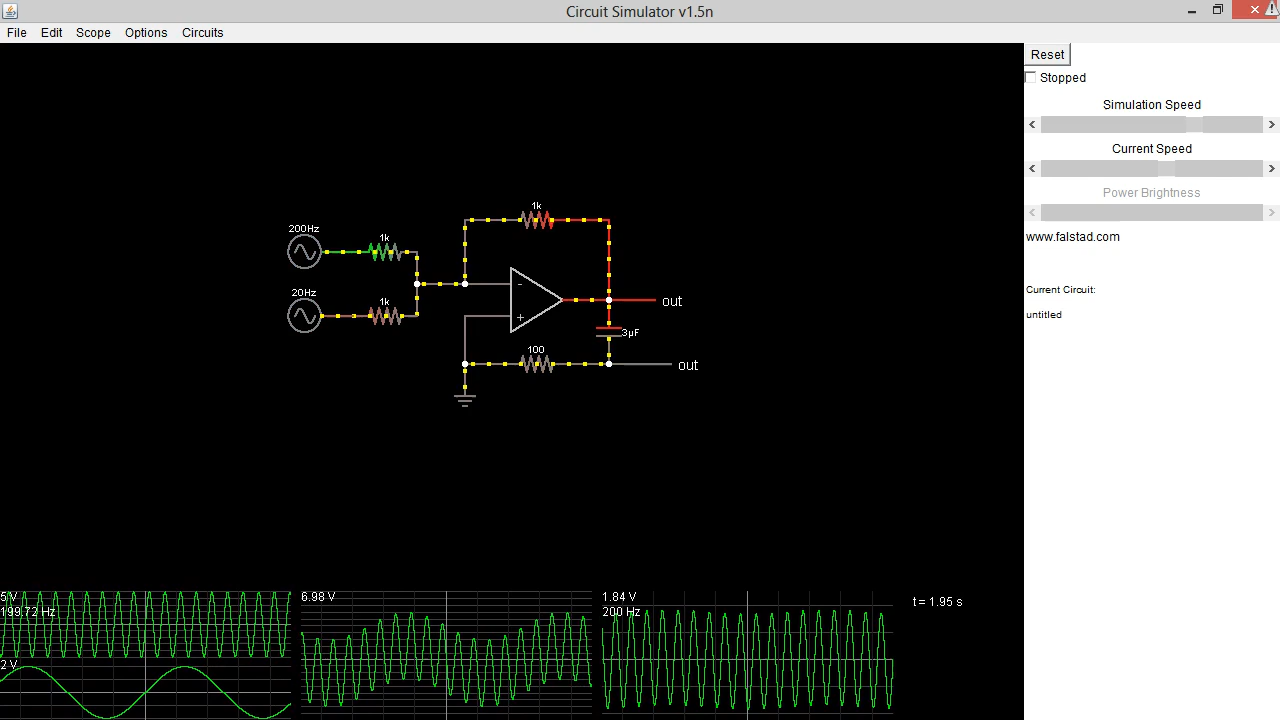 Circuit Simulator v1.5n
File Edit Scope Options Circuits
Reset
Stopped
Simulation Speed
Current Speed
Power Brightness
www.falstad.com
Current Circuit:
untitled
1k
200Hz
1k
20Hz
1k
-
+
out
3μF
100
out
5 V
199.72 Hz
2 V
6.98 V
1.84 V
200 Hz
t = 1.95 s